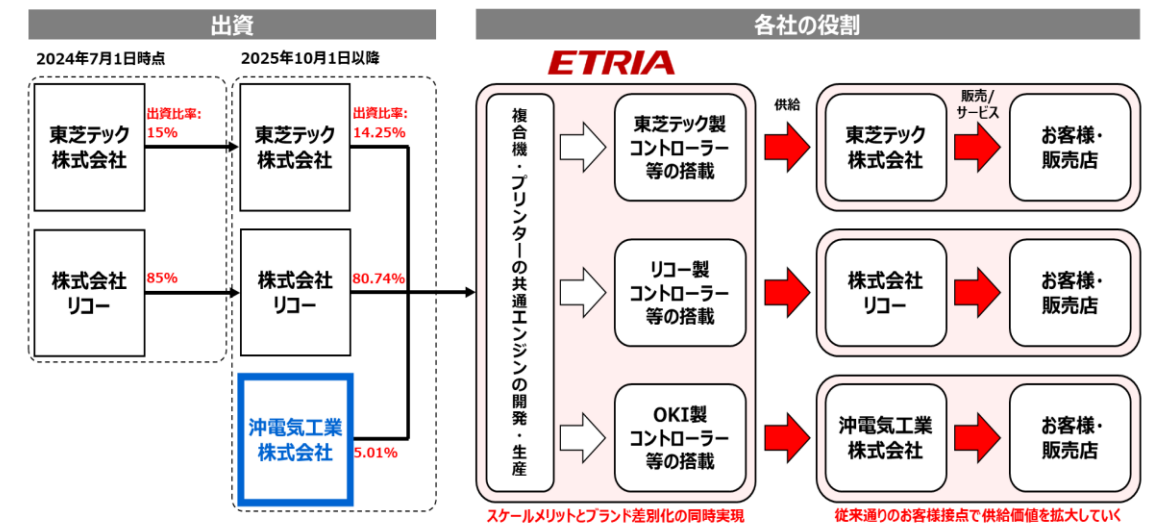 出資
各社の役割
2024年7月1日時点
2025年10月1日以降
東芝テック
株式会社
出資比率:
15%
東芝テック
株式会社
出資比率:
14.25%
株式会社
リコー
85%
株式会社
リコー
80.74%
沖電気工業
株式会社
5.01%
ETRIA
複合機・プリンターの共通エンジンの開発・生産
東芝テック製
コントローラー
等の搭載
供給
東芝テック
株式会社
販売/
サービス
お客様・
販売店
リコー製
コントローラー
等の搭載
株式会社
リコー
お客様・
販売店
OKI製
コントローラー
等の搭載
沖電気工業
株式会社
お客様・
販売店
スケールメリットとブランド差別化の同時実現
従来通りのお客様接点で供給価値を拡大していく